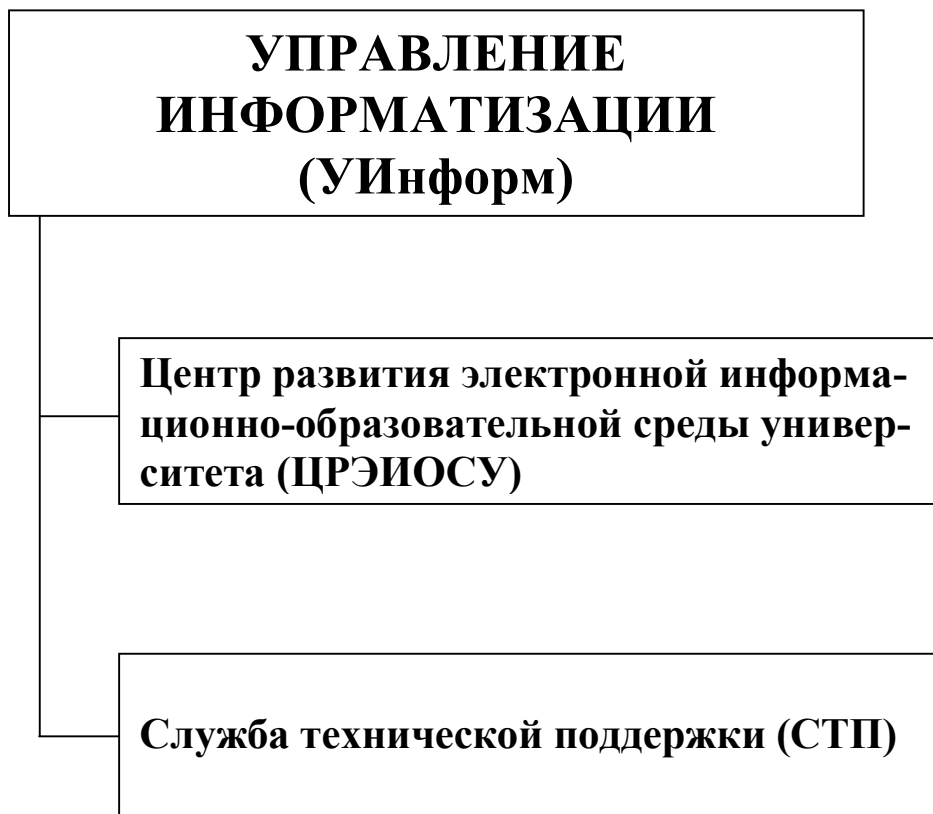 УПРАВЛЕНИЕ
ИНФОРМАТИЗАЦИИ
(УИнформ)
Центр развития электронной информа-
ционно-образовательной среды универ-
ситета (ЦРЭИОСУ)
Служба технической поддержки (СТП)